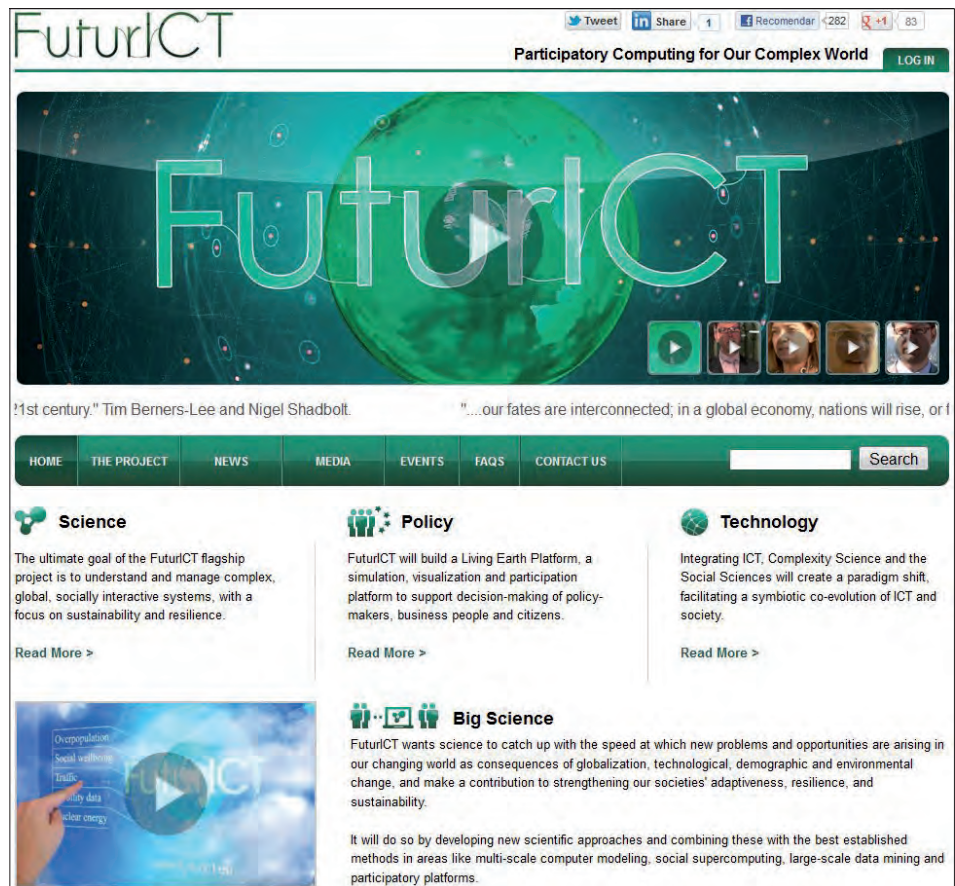 FuturICT
Tweet
in Share 1
Recomendar 282
+1 83
Participatory Computing for Our Complex World
LOG IN
FuturICT
21st century." Tim Berners-Lee and Nigel Shadbolt.
"....our fates are interconnected; in a global economy, nations will rise, or f
HOME THE PROJECT NEWS MEDIA EVENTS FAQS CONTACT US Search
Science
The ultimate goal of the FuturICT flagship
project is to understand and manage complex,
global, socially interactive systems, with a
focus on sustainability and resilience.
Read More >
Policy
FuturICT will build a Living Earth Platform, a
simulation, visualization and participation
platform to support decision-making of policy-
makers, business people and citizens.
Read More >
Technology
Integrating ICT, Complexity Science and the
Social Sciences will create a paradigm shift,
facilitating a symbiotic co-evolution of ICT and
society.
Read More >
Overpopulation
Social wellbeing
Traffic
data
energy
FuturICT
Big Science
FuturICT wants science to catch up with the speed at which new problems and opportunities are arising in
our changing world as consequences of globalization, technological, demographic and environmental
change, and make a contribution to strengthening our societies' adaptiveness, resilience, and
sustainability.
It will do so by developing new scientific approaches and combining these with the best established
methods in areas like multi-scale computer modeling, social supercomputing, large-scale data mining and
participatory platforms.